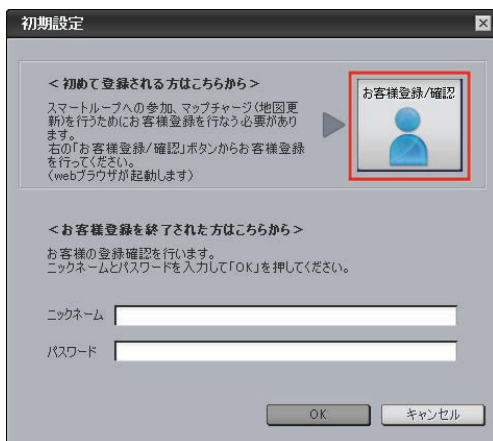 初期設定
<初めて登録される方はこちらから>
お客様登録/確認
スマートループへの参加、マップチャージ(地図更
新)を行うためにお客様登録を行なう必要があり
ます。
右の「お客様登録/確認」ボタンからお客様登録
を行ってください。
(webブラウザが起動します)
<お客様登録を終了された方はこちらから>
お客様の登録確認を行います。
ニックネームとパスワードを入力して「OK」を押してください。
ニックネーム
パスワード
OK
キャンセル